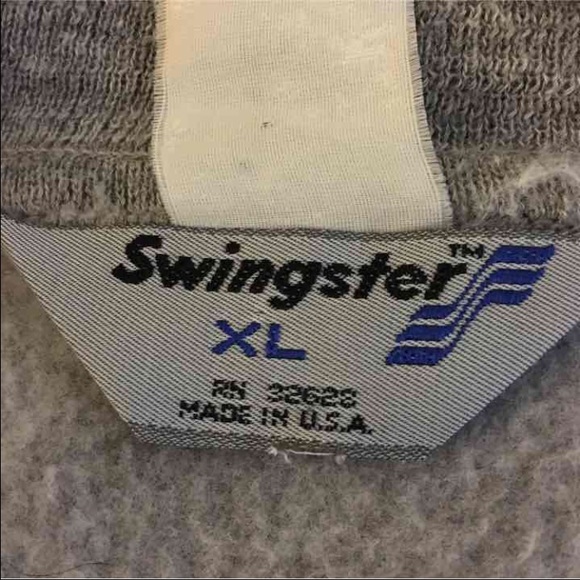 Swingster™
XL
RN 32628
MADE IN U.S.A.